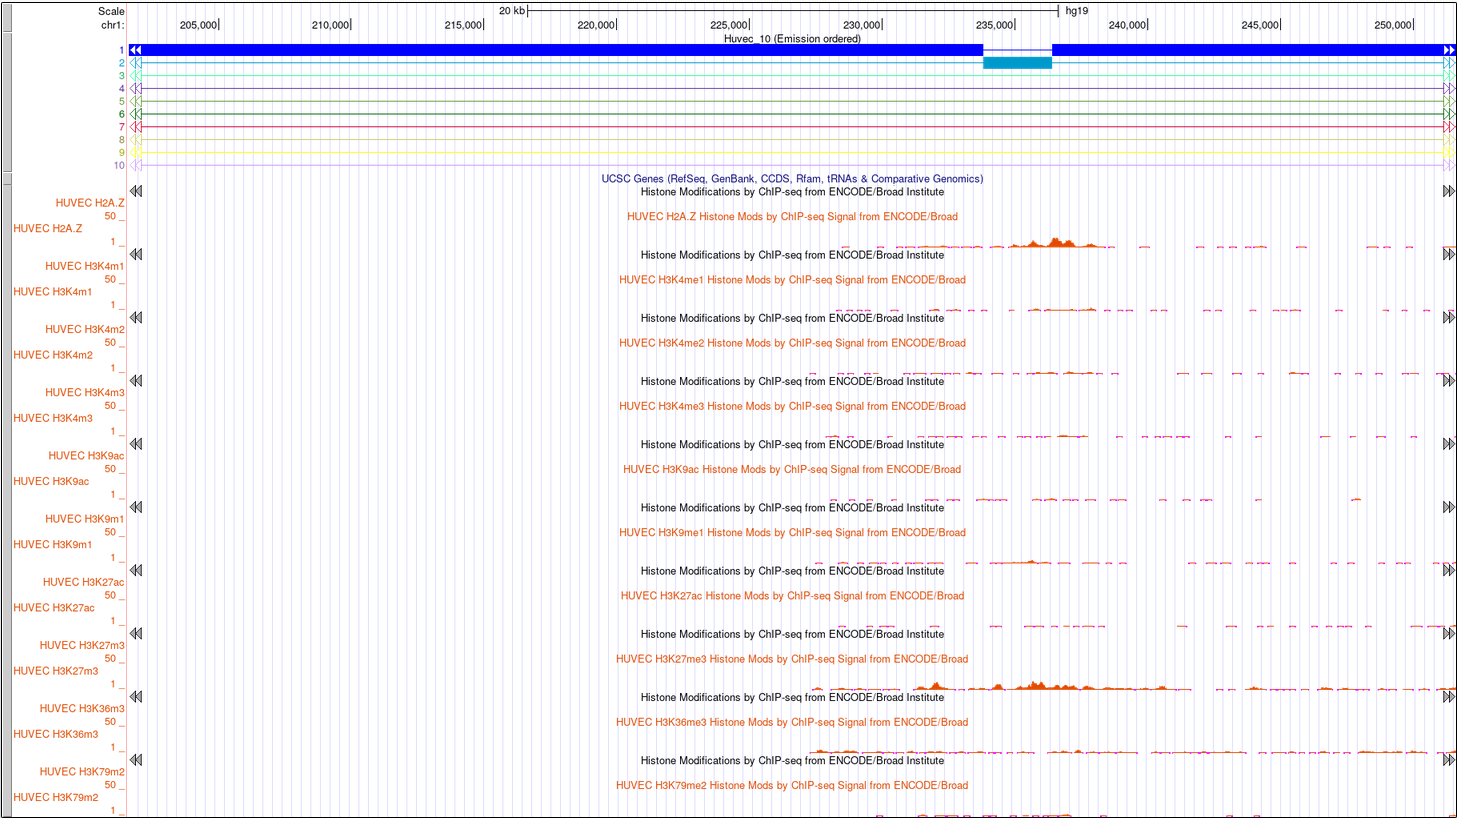 Scale 20 kb hg19
chr1: 205,000 210,000 215,000 220,000 225,000 230,000 235,000 240,000 245,000 250,000
Huvec_10 (Emission ordered)
1
2
3
4
5
6
7
8
9
10
UCSC Genes (RefSeq, GenBank, CCDS, Rfam, tRNAs & Comparative Genomics)
Histone Modifications by ChIP-seq from ENCODE/Broad Institute
HUVEC H2A.Z
50 _ HUVEC H2A.Z Histone Mods by ChIP-seq Signal from ENCODE/Broad
HUVEC H2A.Z
1 _
Histone Modifications by ChIP-seq from ENCODE/Broad Institute
HUVEC H3K4m1
50 _ HUVEC H3K4me1 Histone Mods by ChIP-seq Signal from ENCODE/Broad
HUVEC H3K4m1
1 _
Histone Modifications by ChIP-seq from ENCODE/Broad Institute
HUVEC H3K4m2
50 _ HUVEC H3K4me2 Histone Mods by ChIP-seq Signal from ENCODE/Broad
HUVEC H3K4m2
1 _
Histone Modifications by ChIP-seq from ENCODE/Broad Institute
HUVEC H3K4m3
50 _ HUVEC H3K4me3 Histone Mods by ChIP-seq Signal from ENCODE/Broad
HUVEC H3K4m3
1 _
Histone Modifications by ChIP-seq from ENCODE/Broad Institute
HUVEC H3K9ac
50 _ HUVEC H3K9ac Histone Mods by ChIP-seq Signal from ENCODE/Broad
HUVEC H3K9ac
1 _
Histone Modifications by ChIP-seq from ENCODE/Broad Institute
HUVEC H3K9m1
50 _ HUVEC H3K9me1 Histone Mods by ChIP-seq Signal from ENCODE/Broad
HUVEC H3K9m1
1 _
Histone Modifications by ChIP-seq from ENCODE/Broad Institute
HUVEC H3K27ac
50 _ HUVEC H3K27ac Histone Mods by ChIP-seq Signal from ENCODE/Broad
HUVEC H3K27ac
1 _
Histone Modifications by ChIP-seq from ENCODE/Broad Institute
HUVEC H3K27m3
50 _ HUVEC H3K27me3 Histone Mods by ChIP-seq Signal from ENCODE/Broad
HUVEC H3K27m3
1 _
Histone Modifications by ChIP-seq from ENCODE/Broad Institute
HUVEC H3K36m3
50 _ HUVEC H3K36me3 Histone Mods by ChIP-seq Signal from ENCODE/Broad
HUVEC H3K36m3
1 _
Histone Modifications by ChIP-seq from ENCODE/Broad Institute
HUVEC H3K79m2
50 _ HUVEC H3K79me2 Histone Mods by ChIP-seq Signal from ENCODE/Broad
HUVEC H3K79m2
1 _